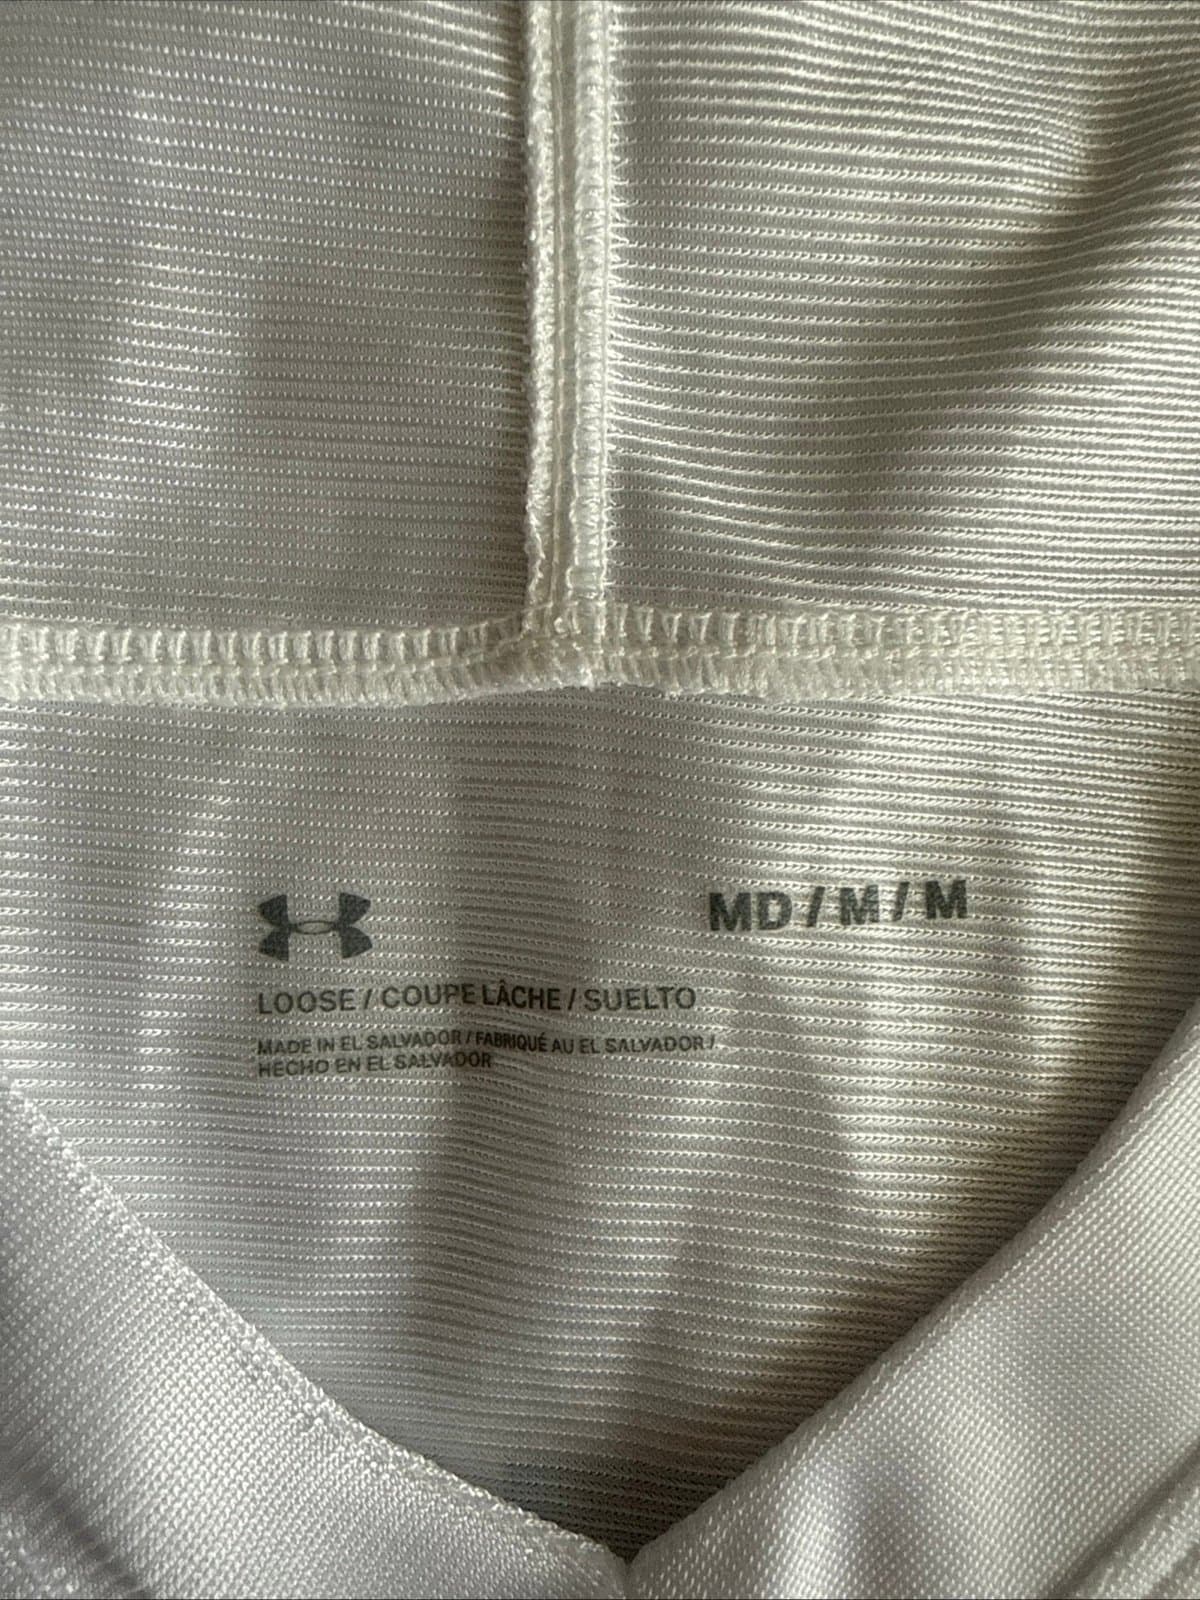 MD / M / M
LOOSE / COUPE LÂCHE / SUELTO
MADE IN EL SALVADOR / FABRIQUÉ AU EL SALVADOR /
HECHO EN EL SALVADOR